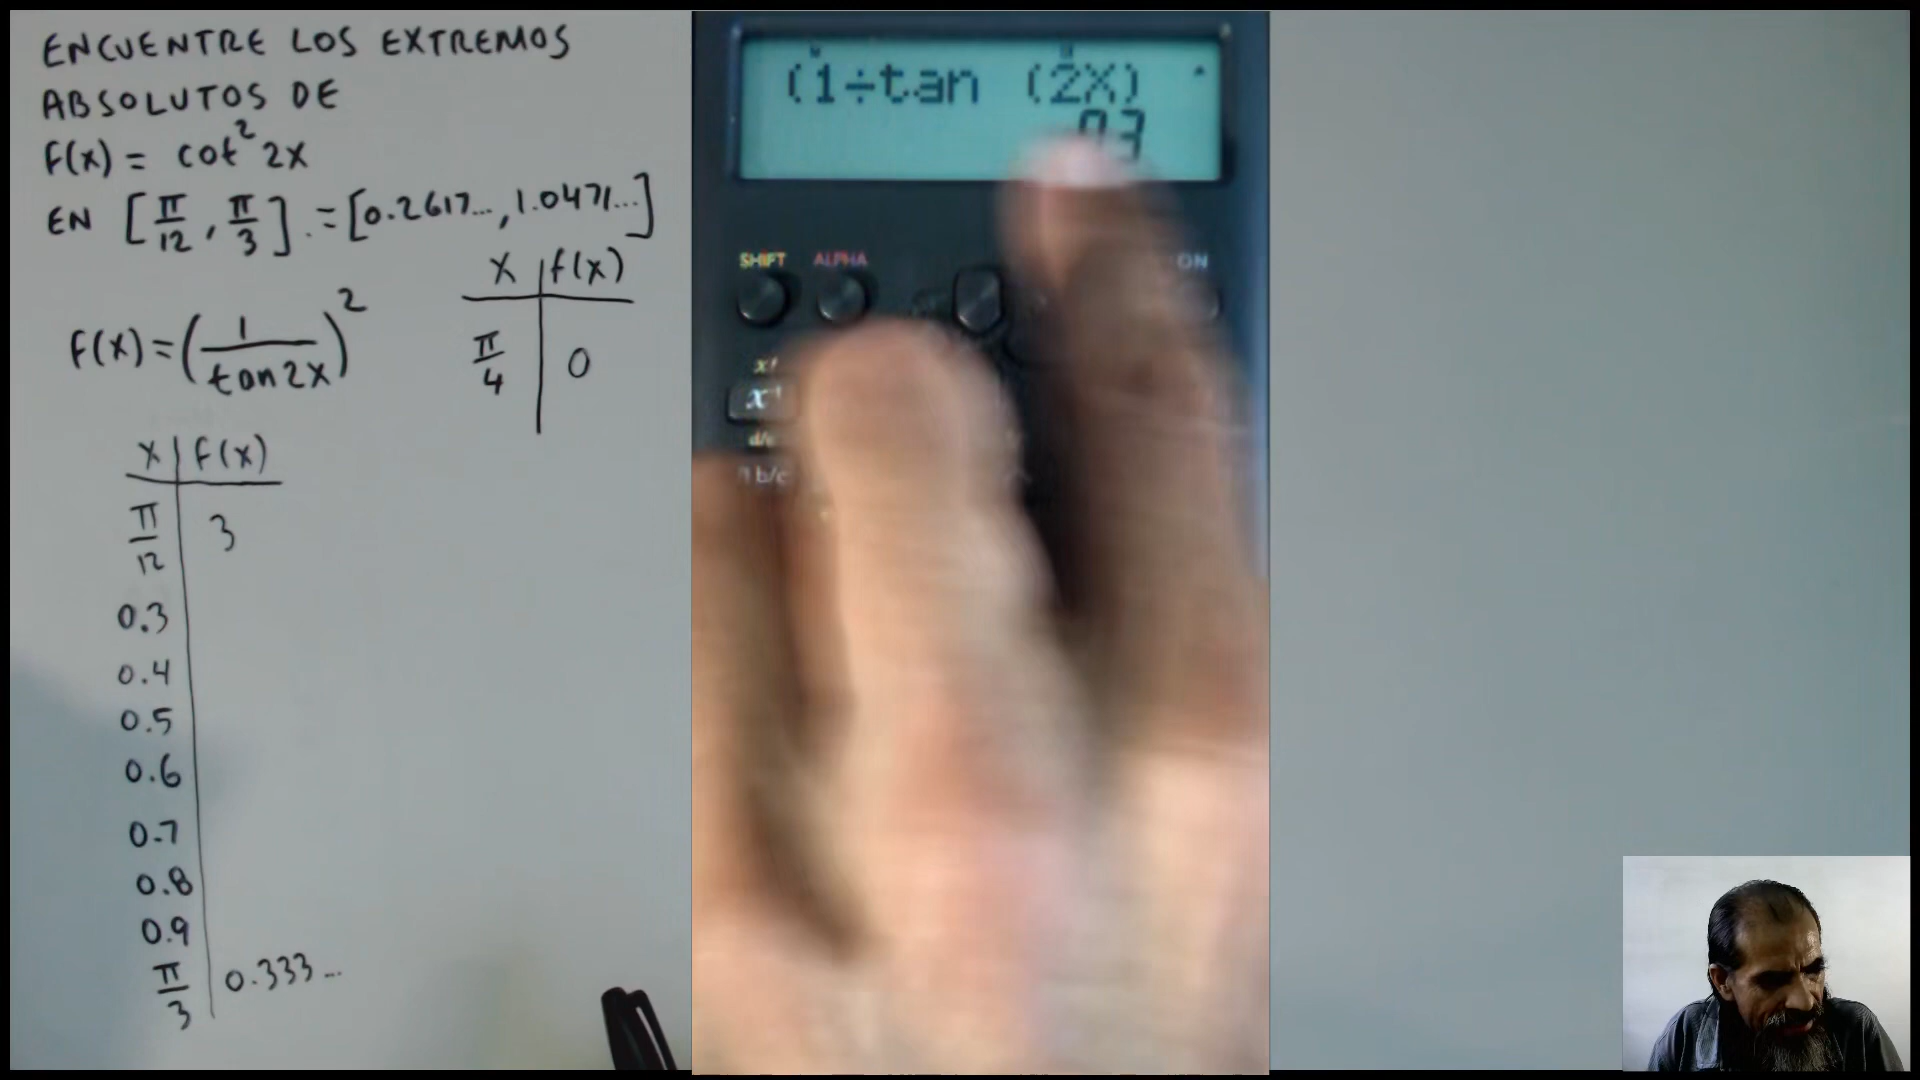 ENCUENTRE LOS EXTREMOS
ABSOLUTOS DE
F(x) = cot² 2x
EN [π/12, π/3]. = [0.2617..., 1.0471...]
F(x) = (1/tan 2x)²
x | f(x)
π/4 | 0
x | F(x)
π/12 | 3
0.3
0.4
0.5
0.6
0.7
0.8
0.9
π/3 | 0.333...
(1÷tan (2X)
SHIFT ALPHA ON
x!
x⁻¹
d/c
b/c